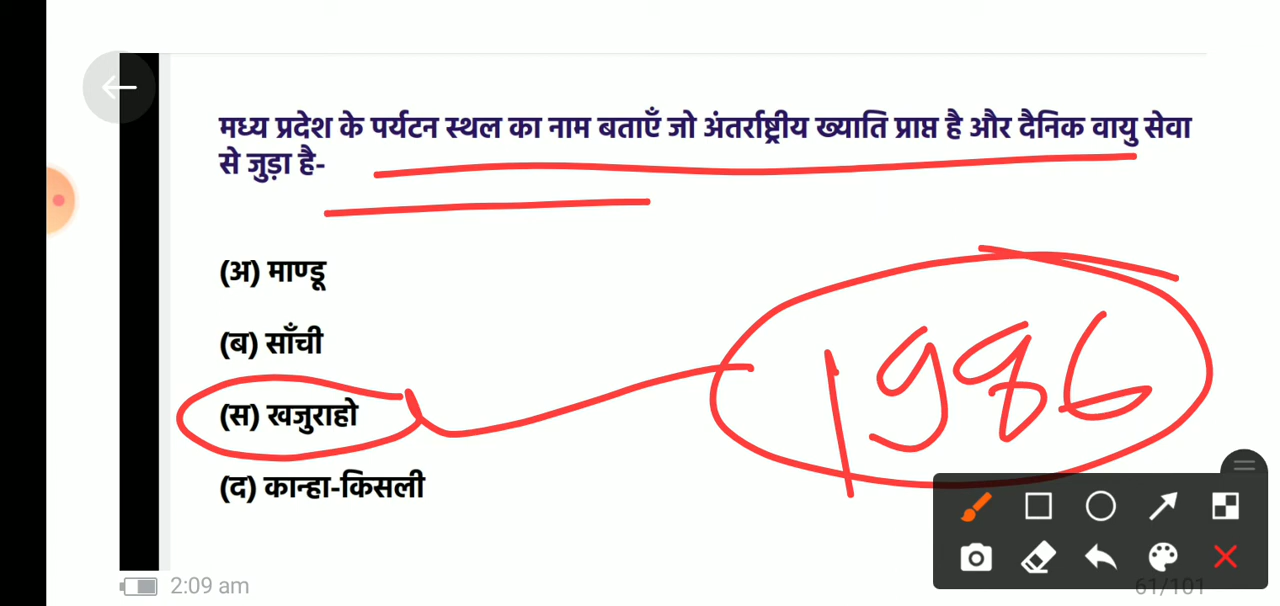 मध्य प्रदेश के पर्यटन स्थल का नाम बताएँ जो अंतर्राष्ट्रीय ख्याति प्राप्त है और दैनिक वायु सेवा
से जुड़ा है-
(अ) माण्डू
(ब) साँची
1986
(स) खजुराहो
(द) कान्हा-किसली
2:09 am
61/101